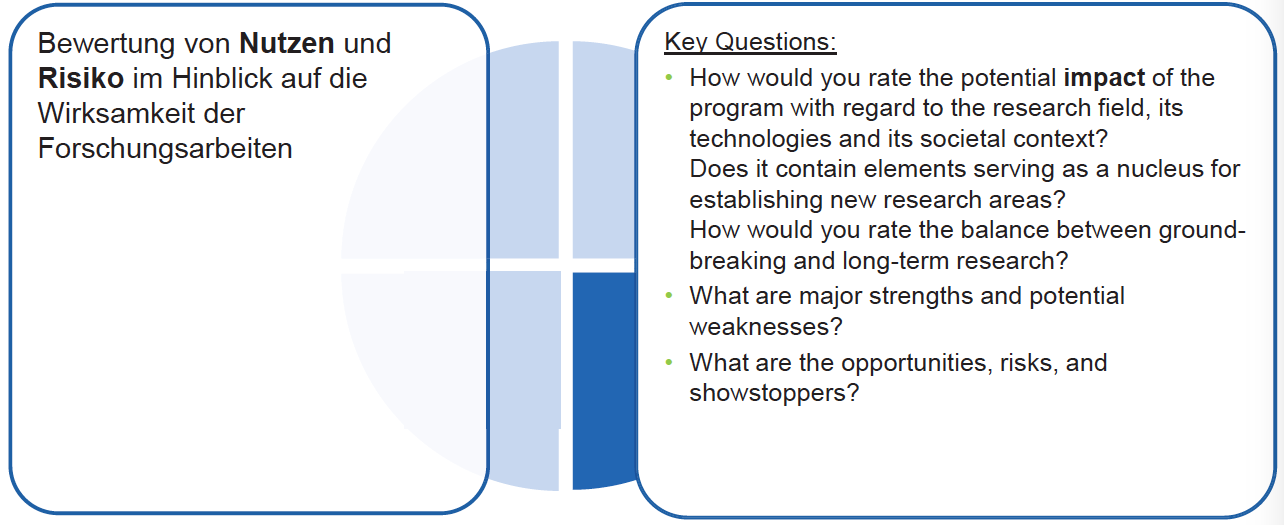 Bewertung von Nutzen und
Risiko im Hinblick auf die
Wirksamkeit der
Forschungsarbeiten
Key Questions:
• How would you rate the potential impact of the
program with regard to the research field, its
technologies and its societal context?
Does it contain elements serving as a nucleus for
establishing new research areas?
How would you rate the balance between ground-
breaking and long-term research?
• What are major strengths and potential
weaknesses?
• What are the opportunities, risks, and
showstoppers?